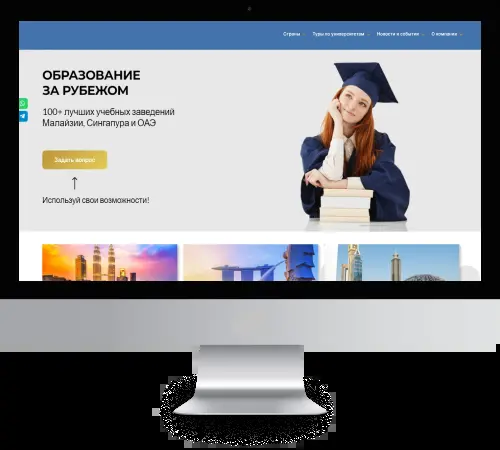 Страны Туры по университетам Новости и события О компании
ОБРАЗОВАНИЕ
ЗА РУБЕЖОМ
100+ лучших учебных заведений
Малайзии, Сингапура и ОАЭ
Задать вопрос
Используй свои возможности!